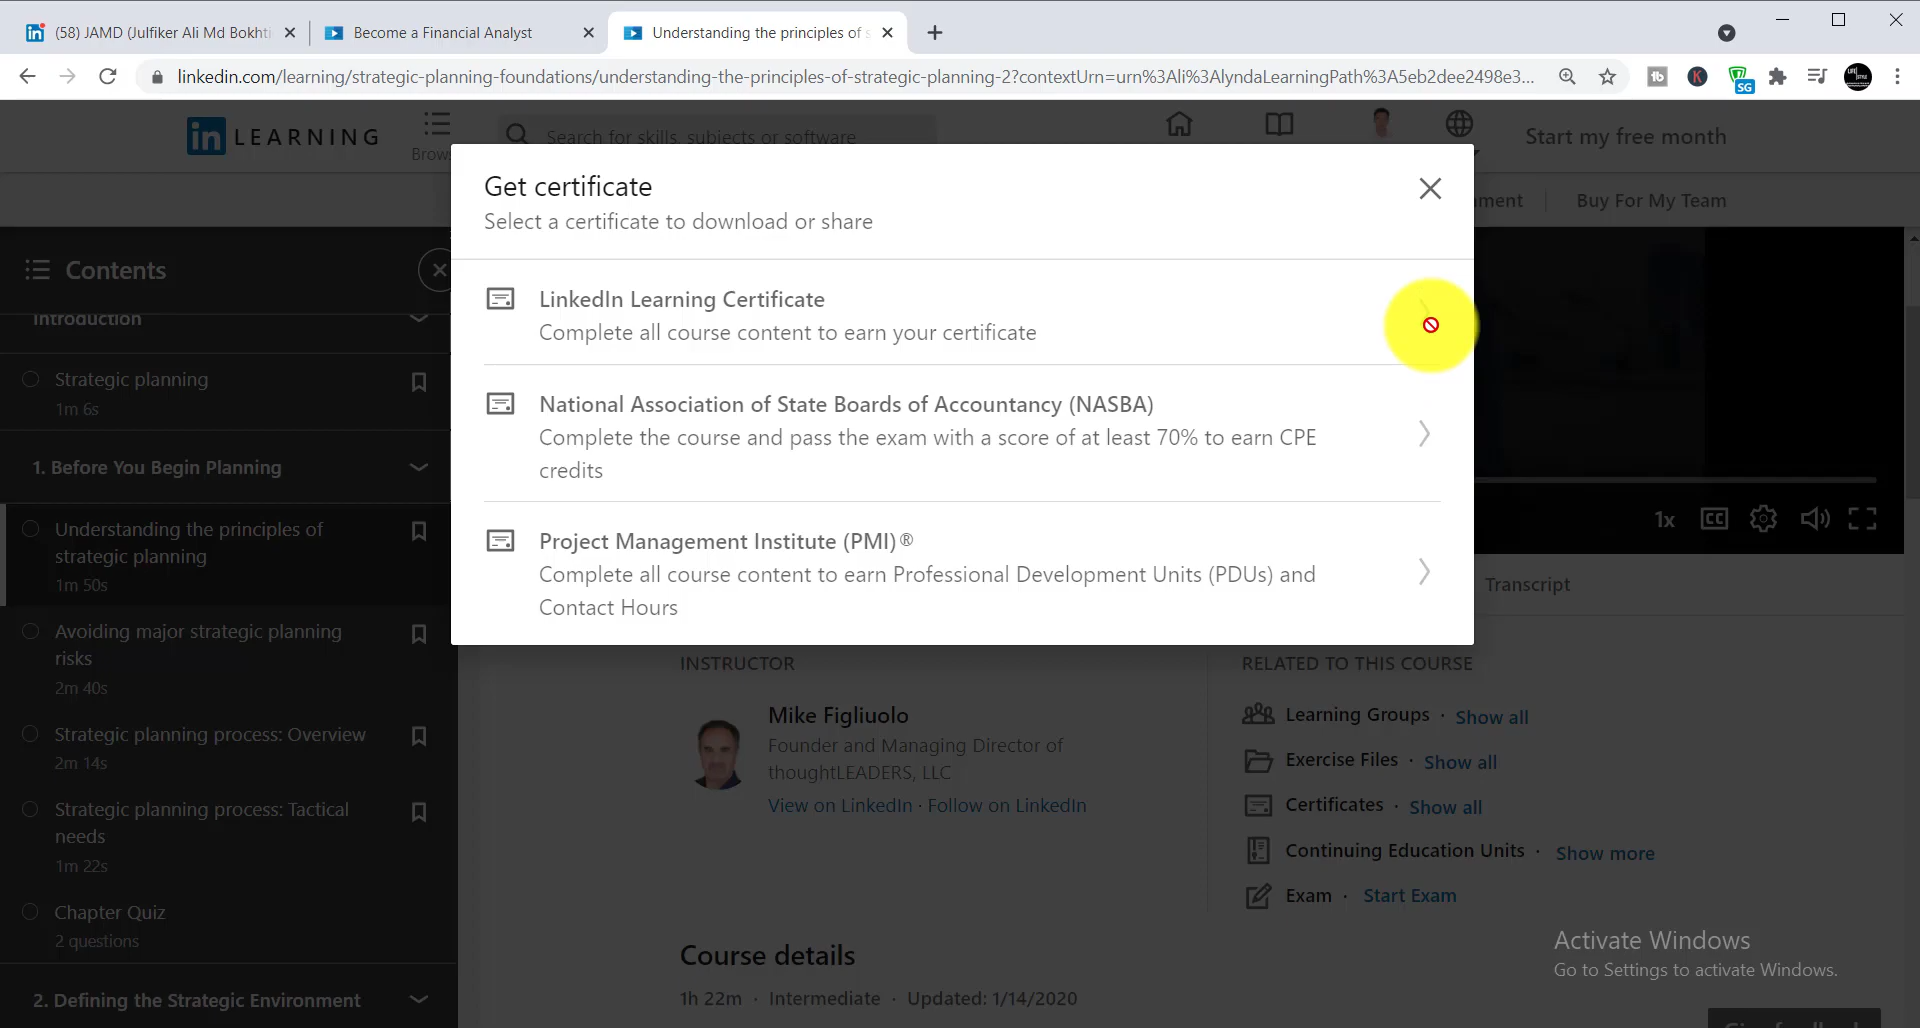 (58) JAMD (Julfiker Ali Md Bokhti
Become a Financial Analyst
Understanding the principles of s
linkedin.com/learning/strategic-planning-foundations/understanding-the-principles-of-strategic-planning-2?contextUrn=urn%3Ali%3AlyndaLearningPath%3A5eb2dee2498e3...
SG
in LEARNING
Brows
Search for skills, subjects or software
Start my free month
Buy For My Team
Get certificate
Select a certificate to download or share
LinkedIn Learning Certificate
Complete all course content to earn your certificate
National Association of State Boards of Accountancy (NASBA)
Complete the course and pass the exam with a score of at least 70% to earn CPE
credits
Project Management Institute (PMI)®
Complete all course content to earn Professional Development Units (PDUs) and
Contact Hours
Contents
Introduction
Strategic planning
1m 6s
1. Before You Begin Planning
Understanding the principles of
strategic planning
1m 50s
Avoiding major strategic planning
risks
2m 40s
Strategic planning process: Overview
2m 14s
Strategic planning process: Tactical
needs
1m 22s
Chapter Quiz
2 questions
2. Defining the Strategic Environment
1x
CC
Transcript
INSTRUCTOR
Mike Figliuolo
Founder and Managing Director of
thoughtLEADERS, LLC
View on LinkedIn · Follow on LinkedIn
RELATED TO THIS COURSE
Learning Groups · Show all
Exercise Files · Show all
Certificates · Show all
Continuing Education Units · Show more
Exam · Start Exam
Course details
1h 22m · Intermediate · Updated: 1/14/2020
Activate Windows
Go to Settings to activate Windows.